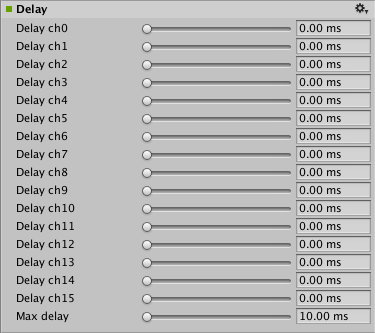 Delay
Delay ch0 0.00 ms
Delay ch1 0.00 ms
Delay ch2 0.00 ms
Delay ch3 0.00 ms
Delay ch4 0.00 ms
Delay ch5 0.00 ms
Delay ch6 0.00 ms
Delay ch7 0.00 ms
Delay ch8 0.00 ms
Delay ch9 0.00 ms
Delay ch10 0.00 ms
Delay ch11 0.00 ms
Delay ch12 0.00 ms
Delay ch13 0.00 ms
Delay ch14 0.00 ms
Delay ch15 0.00 ms
Max delay 10.00 ms